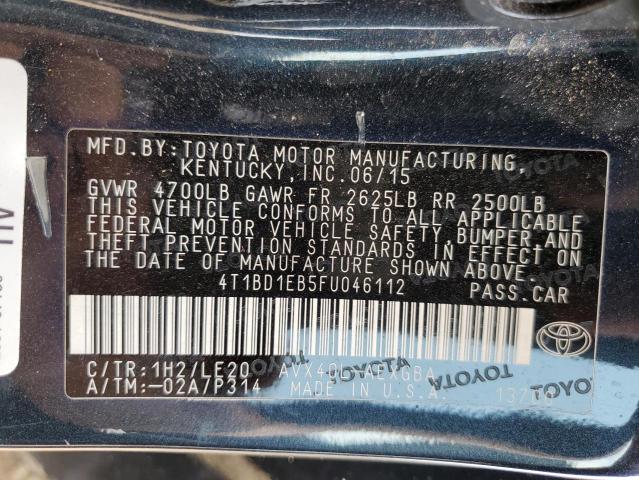 MFD.BY:TOYOTA MOTOR MANUFACTURING,
KENTUCKY,INC.06/15
GVWR 4700LB GAWR FR 2625LB RR 2500LB
THIS VEHICLE CONFORMS TO ALL APPLICABLE
FEDERAL MOTOR VEHICLE SAFETY, BUMPER,AND
THEFT PREVENTION STANDARDS IN EFFECT ON
THE DATE OF MANUFACTURE SHOWN ABOVE.
4T1BD1EB5FU046112 PASS.CAR
C/TR:1H2/LE20
A/TM:-02A/P314 MADE IN U.S.A.
TOYOTA